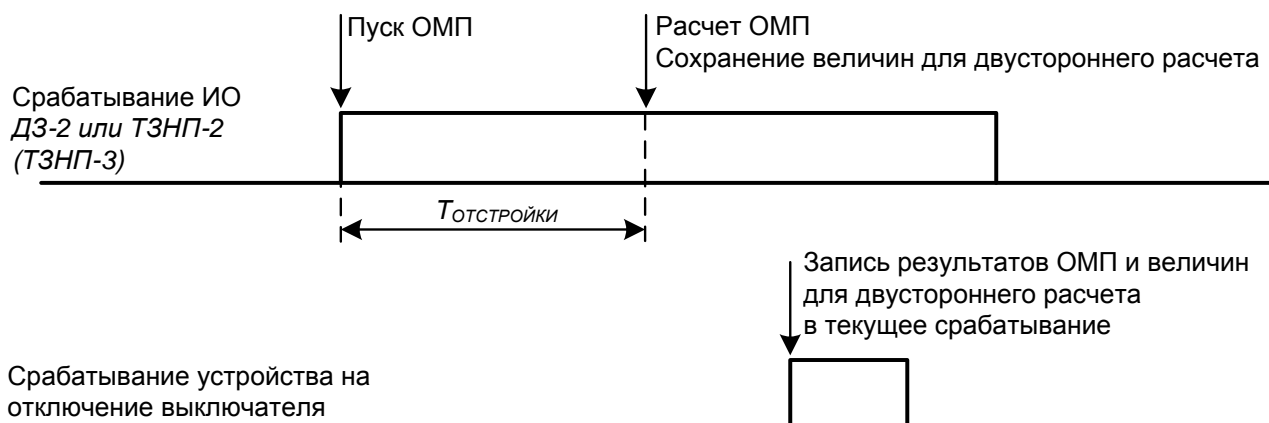 Пуск ОМП
Расчет ОМП
Сохранение величин для двустороннего расчета
Срабатывание ИО
ДЗ-2 или ТЗНП-2
(ТЗНП-3)
TОТСТРОЙКИ
Запись результатов ОМП и величин
для двустороннего расчета
в текущее срабатывание
Срабатывание устройства на
отключение выключателя